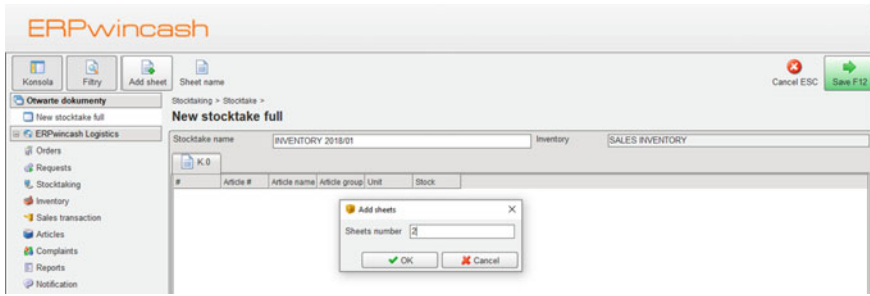 ERPwincash
Konsola
Filtry
Add sheet
Sheet name
Cancel ESC
Save F12
Otwarte dokumenty
New stocktake full
ERPwincash Logistics
Orders
Requests
Stocktaking
Inventory
Sales transaction
Articles
Complaints
Reports
Notification
Stocktaking > Stocktake >
New stocktake full
Stocktake name INVENTORY 2018/01 Inventory SALES INVENTORY
K.0
# Article # Article name Article group Unit Stock
Add sheets
Sheets number 2
OK Cancel